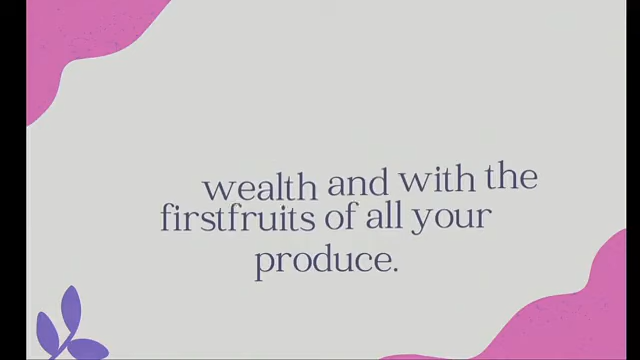 wealth and with the
firstfruits of all your
produce.